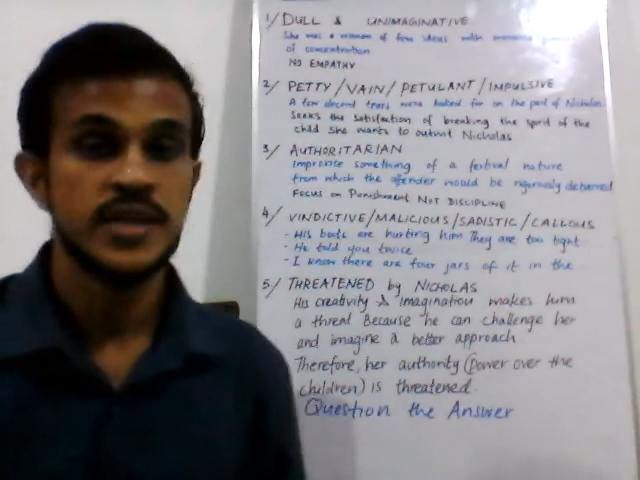 1/ DULL & UNIMAGINATIVE
She was a woman of few ideas with immense
of concentration
NO EMPATHY
2/ PETTY/VAIN/PETULANT/IMPULSIVE
A few decent tears were looked for on the part of Nicholas
Seeks the satisfaction of breaking the spirit of the
child She wants to outwit Nicholas
3/ AUTHORITARIAN
Improvise something of a festival nature
from which the offender would be rigorously debarred
FOCUS on Punishment NOT DISCIPLINE
4/ VINDICTIVE/MALICIOUS/SADISTIC/CALLOUS
- His boots are hurting him They are too tight
- He told you twice
- I know there are four jars of it in the
5/ THREATENED by NICHOLAS
His creativity & imagination makes him
a threat Because he can challenge her
and imagine a better approach
Therefore, her authority (power over the
children) is threatened.
Question the Answer